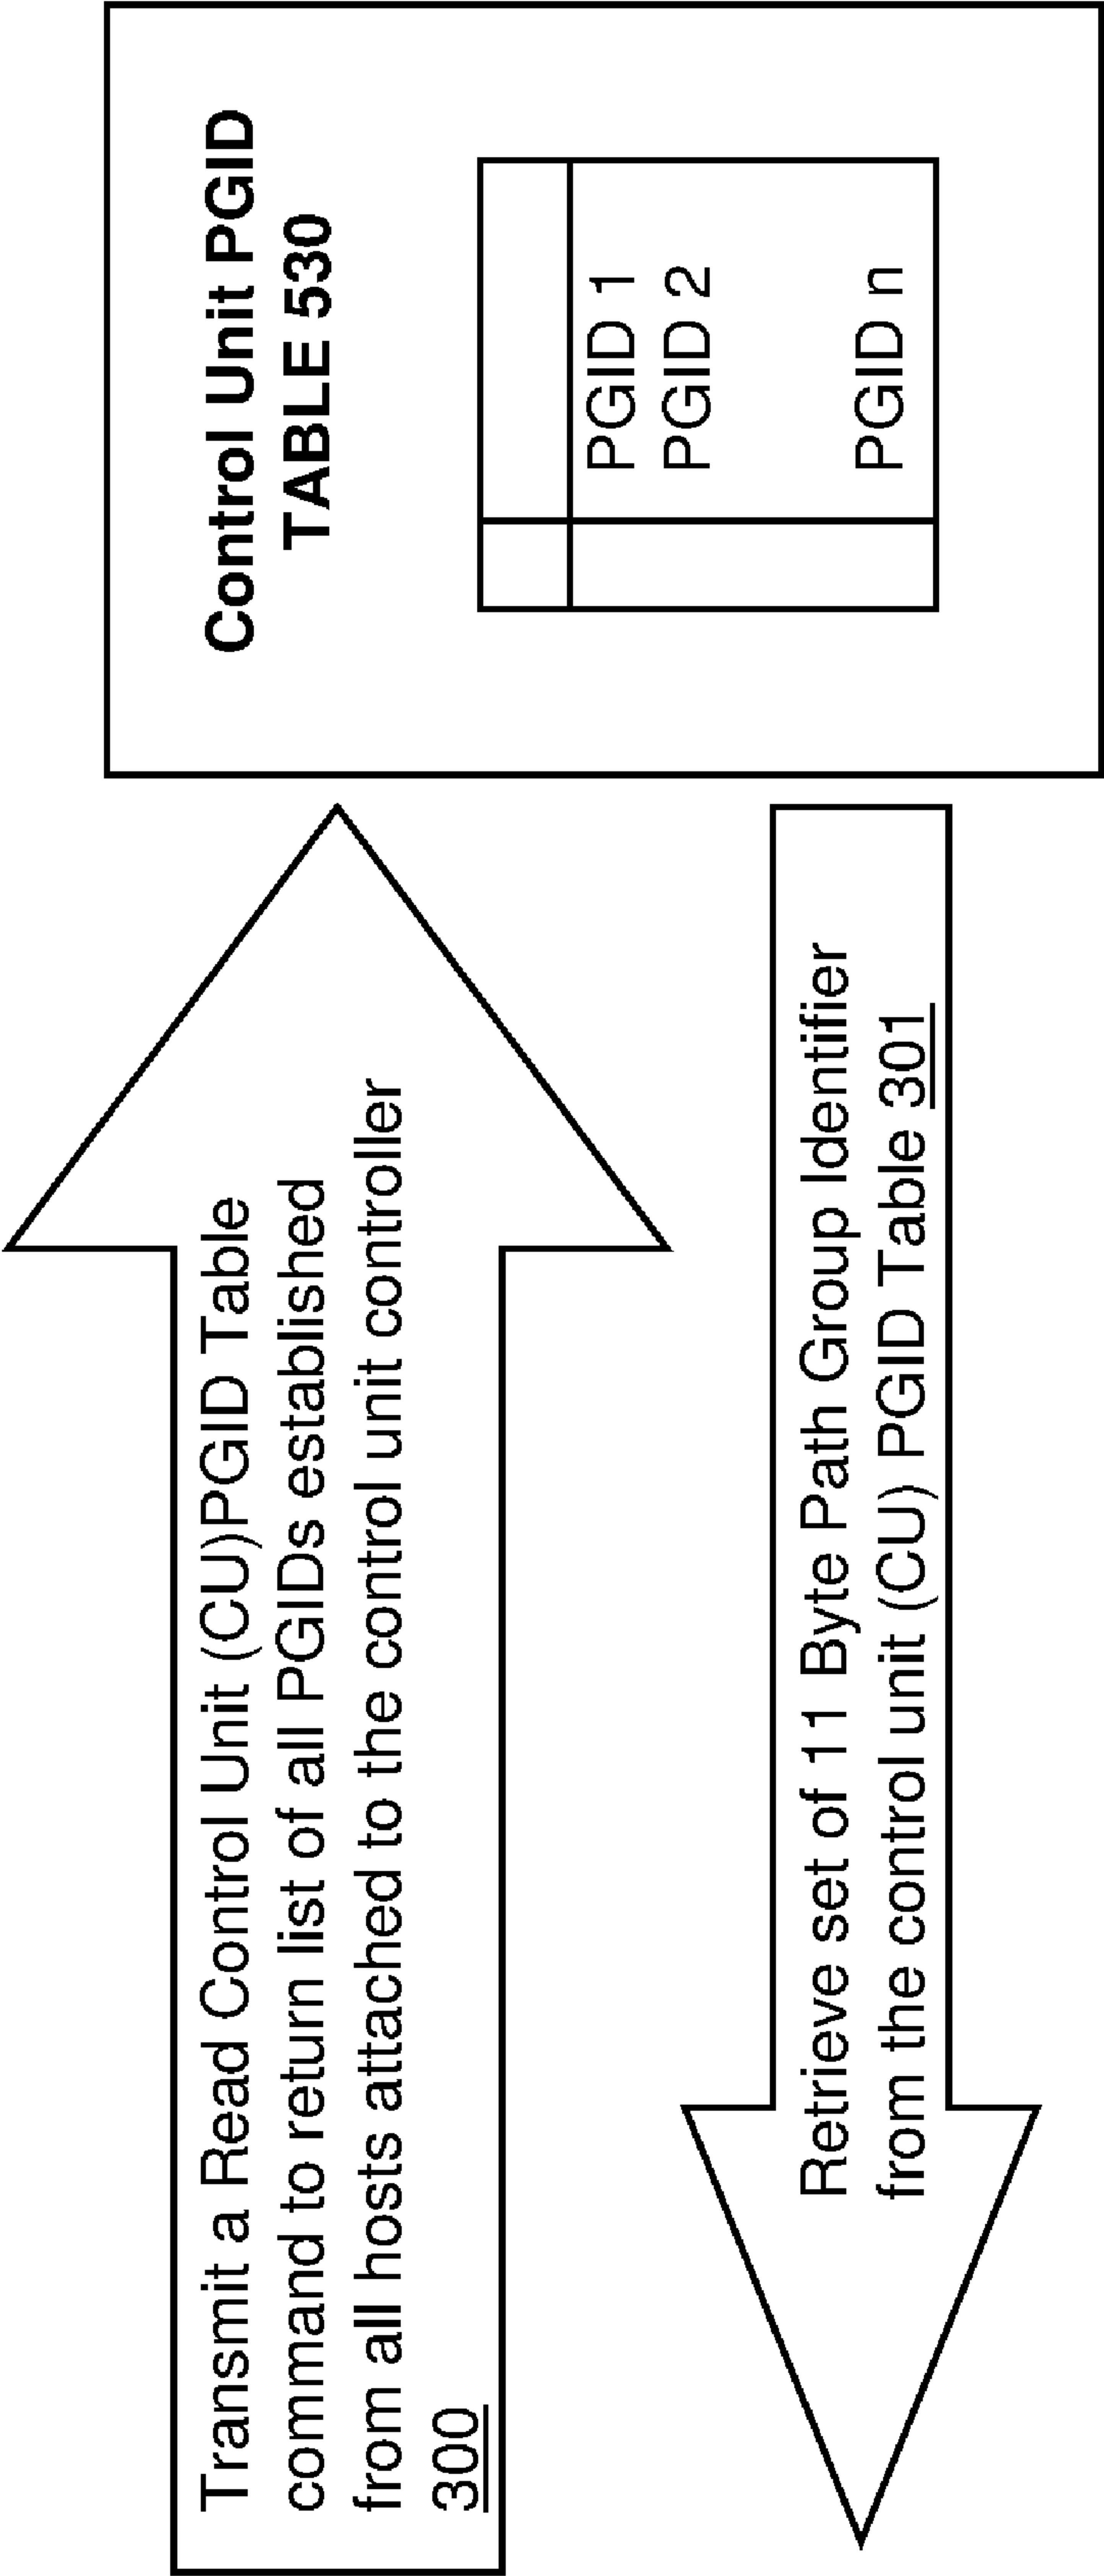 Transmit a Read Control Unit (CU)PGID Table
command to return list of all PGIDs established
from all hosts attached to the control unit controller
300
Control Unit PGID
TABLE 530
PGID 1
PGID 2
PGID n
Retrieve set of 11 Byte Path Group Identifier
from the control unit (CU) PGID Table 301